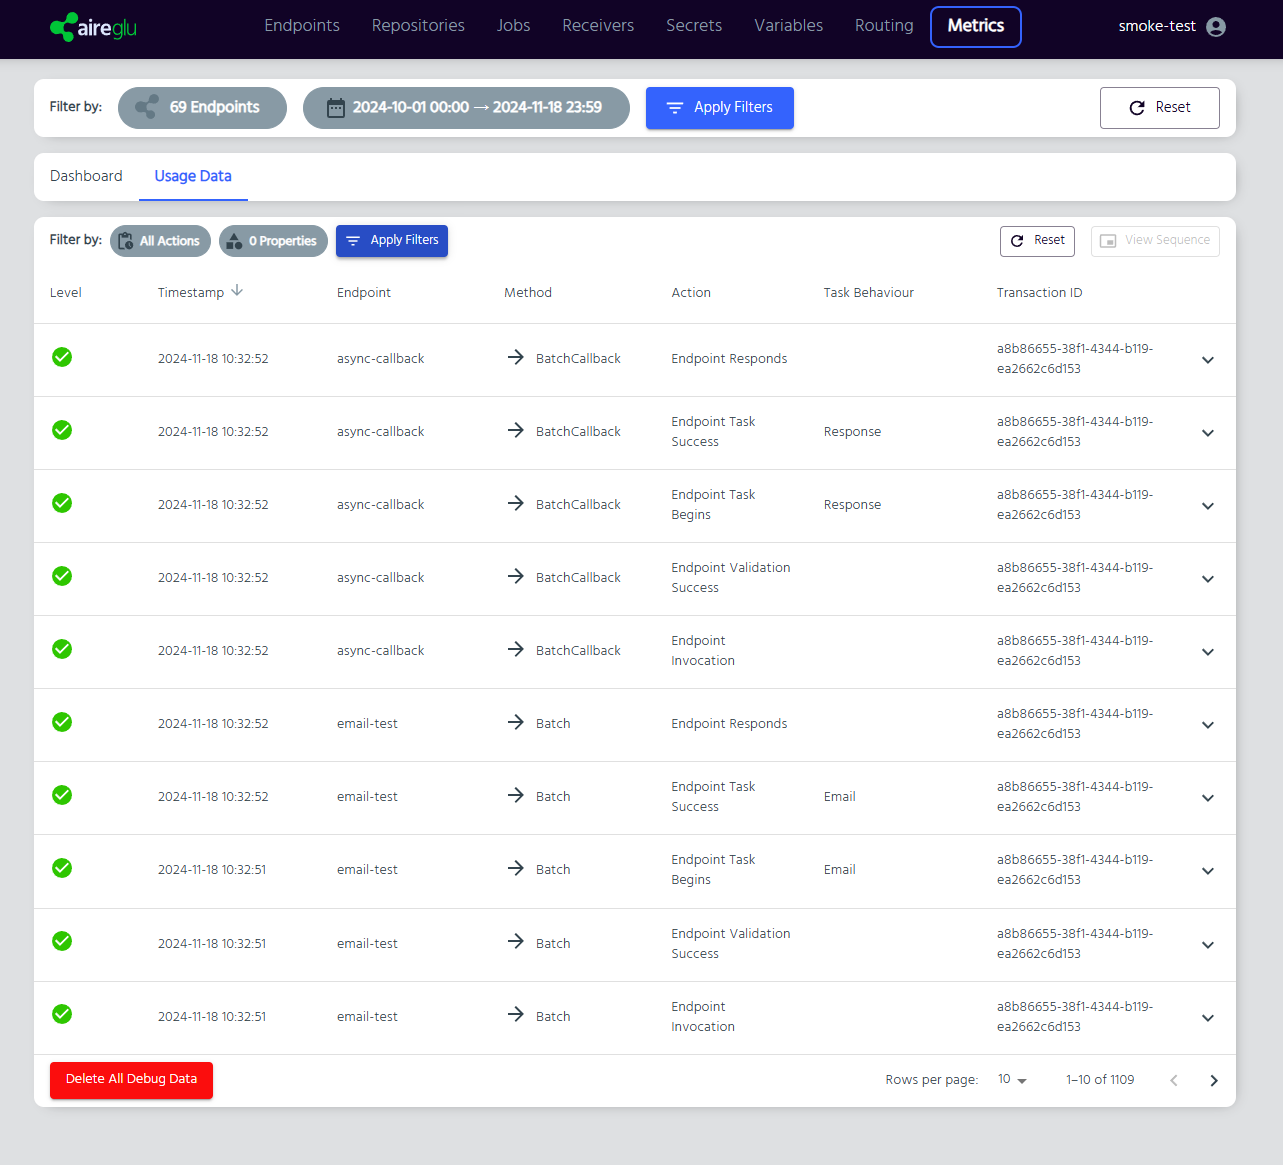 aireglu Endpoints Repositories Jobs Receivers Secrets Variables Routing Metrics smoke-test
Filter by: 69 Endpoints 2024-10-01 00:00 → 2024-11-18 23:59 Apply Filters Reset
Dashboard Usage Data
Filter by: All Actions 0 Properties Apply Filters Reset View Sequence
Level Timestamp Endpoint Method Action Task Behaviour Transaction ID
2024-11-18 10:32:52 async-callback BatchCallback Endpoint Responds a8b86655-38f1-4344-b119-
ea2662c6d153
2024-11-18 10:32:52 async-callback BatchCallback Endpoint Task Response a8b86655-38f1-4344-b119-
Success ea2662c6d153
2024-11-18 10:32:52 async-callback BatchCallback Endpoint Task Response a8b86655-38f1-4344-b119-
Begins ea2662c6d153
2024-11-18 10:32:52 async-callback BatchCallback Endpoint Validation a8b86655-38f1-4344-b119-
Success ea2662c6d153
2024-11-18 10:32:52 async-callback BatchCallback Endpoint a8b86655-38f1-4344-b119-
Invocation ea2662c6d153
2024-11-18 10:32:52 email-test Batch Endpoint Responds a8b86655-38f1-4344-b119-
ea2662c6d153
2024-11-18 10:32:52 email-test Batch Endpoint Task Email a8b86655-38f1-4344-b119-
Success ea2662c6d153
2024-11-18 10:32:51 email-test Batch Endpoint Task Email a8b86655-38f1-4344-b119-
Begins ea2662c6d153
2024-11-18 10:32:51 email-test Batch Endpoint Validation a8b86655-38f1-4344-b119-
Success ea2662c6d153
2024-11-18 10:32:51 email-test Batch Endpoint a8b86655-38f1-4344-b119-
Invocation ea2662c6d153
Delete All Debug Data Rows per page: 10 1–10 of 1109